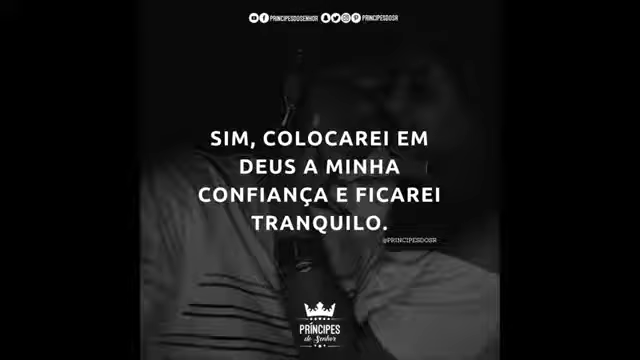 PRINCIPESDOSENHOR PRINCIPESDOSR
SIM, COLOCAREI EM
DEUS A MINHA
CONFIANÇA E FICAREI
TRANQUILO.
@PRINCIPESDOSR
PRÍNCIPES
do Senhor